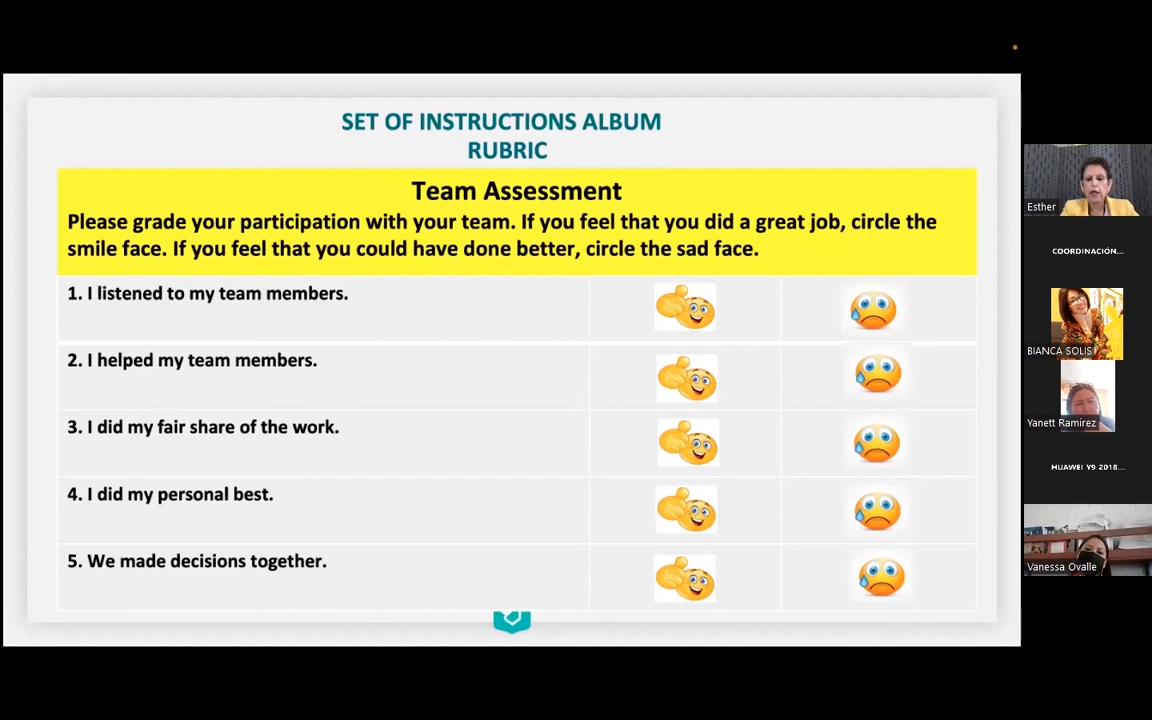 SET OF INSTRUCTIONS ALBUM
RUBRIC
Team Assessment
Please grade your participation with your team. If you feel that you did a great job, circle the
smile face. If you feel that you could have done better, circle the sad face.
1. I listened to my team members.
2. I helped my team members.
3. I did my fair share of the work.
4. I did my personal best.
5. We made decisions together.
Esther
COORDINACIÓN...
BIANCA SOLIS
Yanett Ramirez
HUAWEI Y9 2018...
Vanessa Ovalle